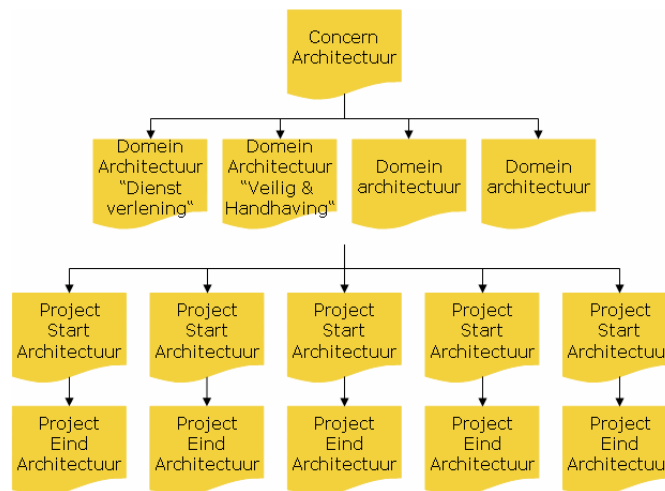 Concern
Architectuur
Domein
Architectuur
"Dienst
verlening"
Domein
Architectuur
"Veilig &
Handhaving"
Domein
architectuur
Domein
architectuur
Project
Start
Architectuur
Project
Start
Architectuur
Project
Start
Architectuur
Project
Start
Architectuur
Project
Start
Architectuur
Project
Eind
Architectuur
Project
Eind
Architectuur
Project
Eind
Architectuur
Project
Eind
Architectuur
Project
Eind
Architectuur